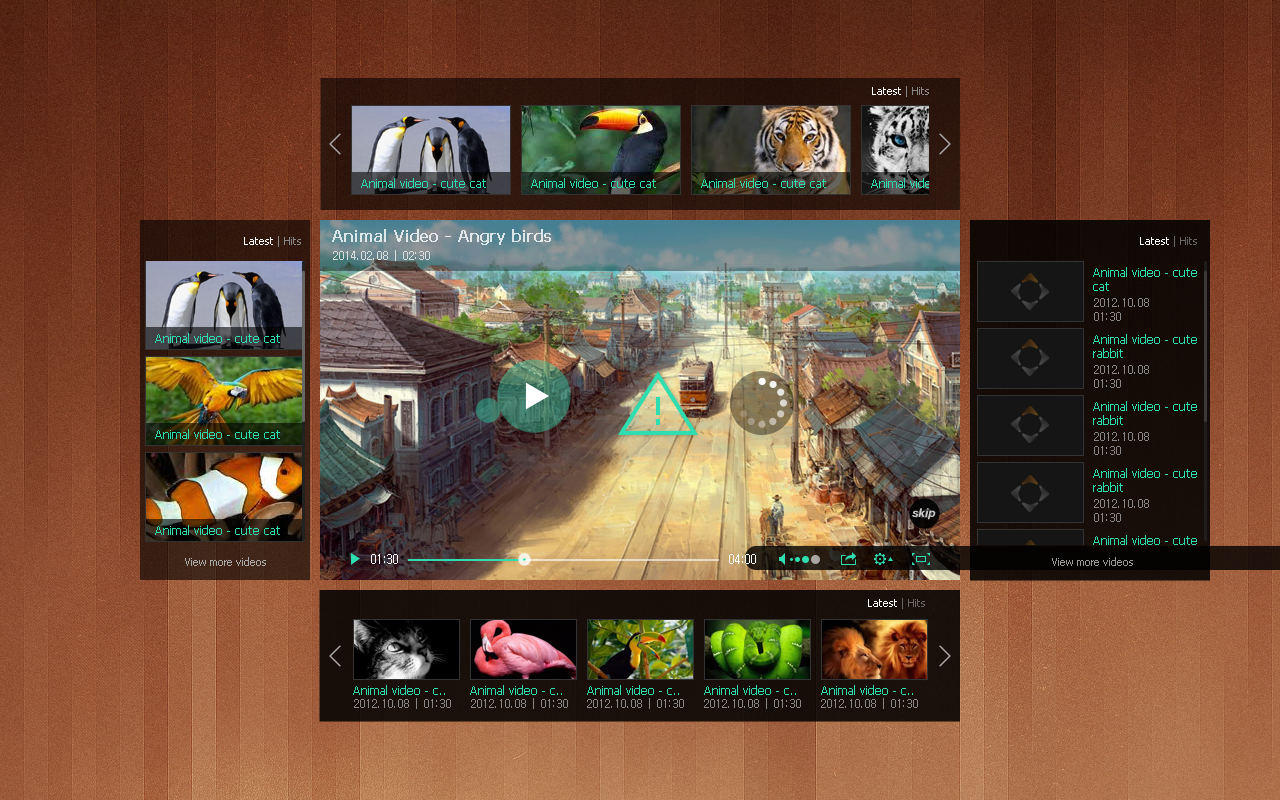 Latest | Hits
Animal video - cute cat
Animal video - cute cat
Animal video - cute cat
Animal vide
Latest | Hits
Animal video - cute cat
Animal video - cute cat
Animal video - cute cat
View more videos
Animal Video - Angry birds
2014.02.08 | 02:30
skip
01:30
04:00
Latest | Hits
Animal video - cute
cat
2012.10.08
01:30
Animal video - cute
rabbit
2012.10.08
01:30
Animal video - cute
rabbit
2012.10.08
01:30
Animal video - cute
rabbit
2012.10.08
01:30
Animal video - cute
View more videos
Latest | Hits
Animal video - c..
2012.10.08 | 01:30
Animal video - c..
2012.10.08 | 01:30
Animal video - c..
2012.10.08 | 01:30
Animal video - c..
2012.10.08 | 01:30
Animal video - c..
2012.10.08 | 01:30